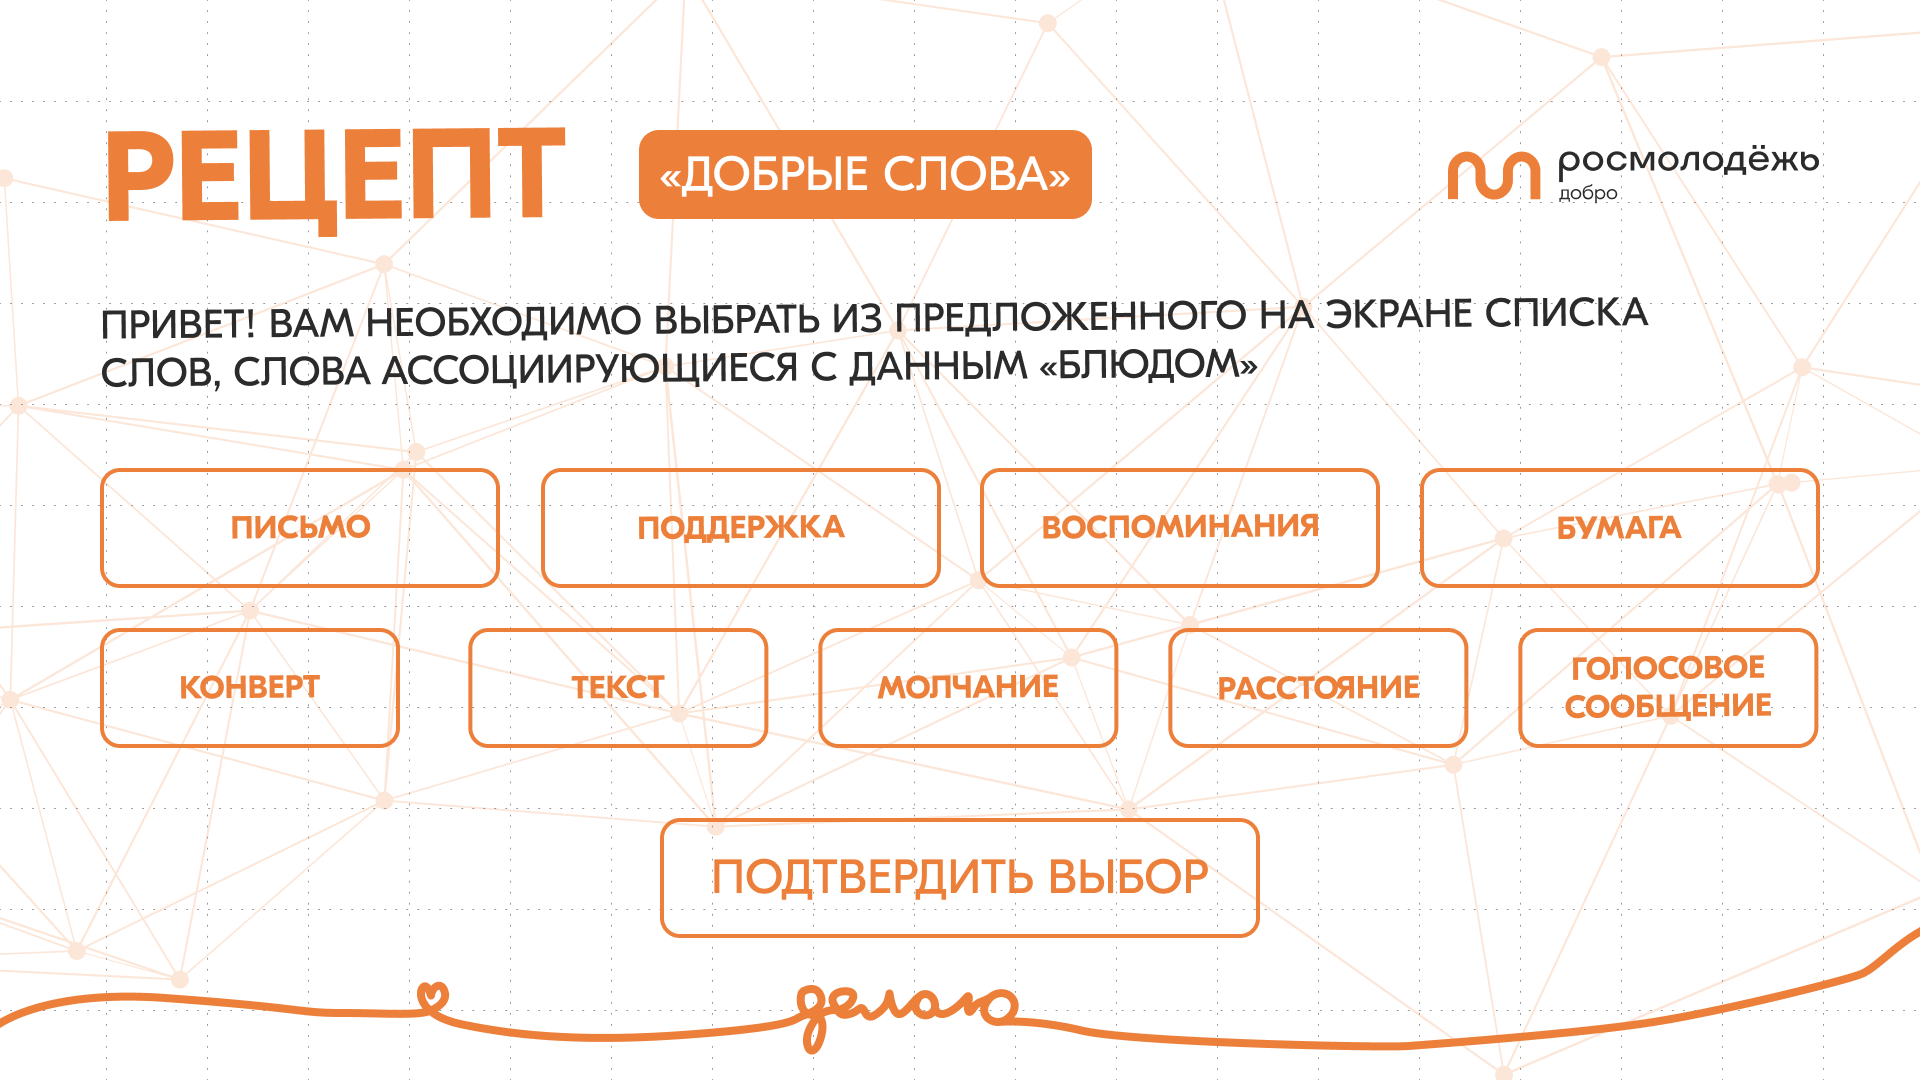 РЕЦЕПТ
«ДОБРЫЕ СЛОВА»
росмолодёжь
добро
ПРИВЕТ! ВАМ НЕОБХОДИМО ВЫБРАТЬ ИЗ ПРЕДЛОЖЕННОГО НА ЭКРАНЕ СПИСКА
СЛОВ, СЛОВА АССОЦИИРУЮЩИЕСЯ С ДАННЫМ «БЛЮДОМ»
ПИСЬМО
ПОДДЕРЖКА
ВОСПОМИНАНИЯ
БУМАГА
КОНВЕРТ
ТЕКСТ
МОЛЧАНИЕ
РАССТОЯНИЕ
ГОЛОСОВОЕ
СООБЩЕНИЕ
ПОДТВЕРДИТЬ ВЫБОР
делаю